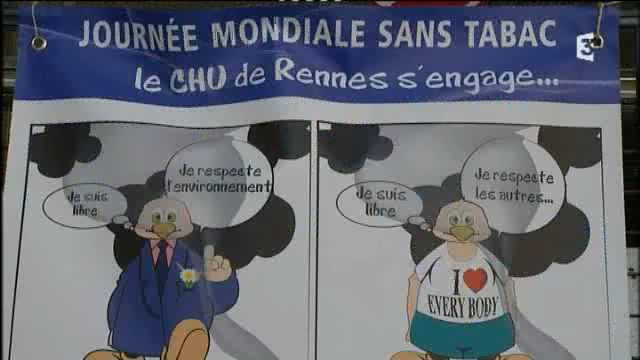 JOURNÉE MONDIALE SANS TABAC
3
le CHU de Rennes s'engage...
Je respecte
l'environnement
Je suis
libre
Je respecte
les autres...
Je suis
libre
I
EVERY BODY